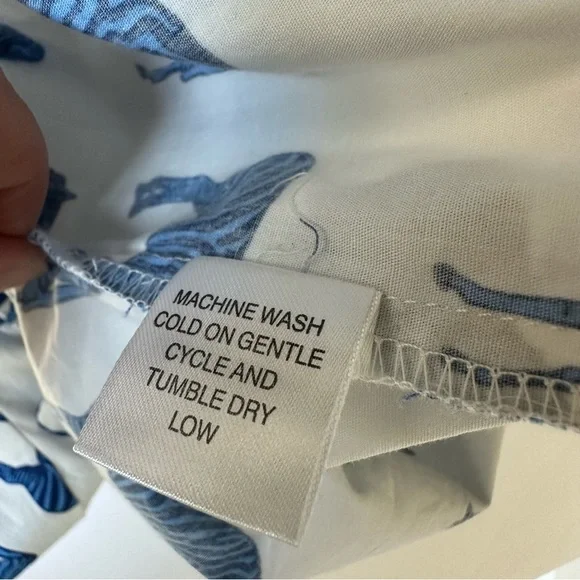 MACHINE WASH
COLD ON GENTLE
CYCLE AND
TUMBLE DRY
LOW